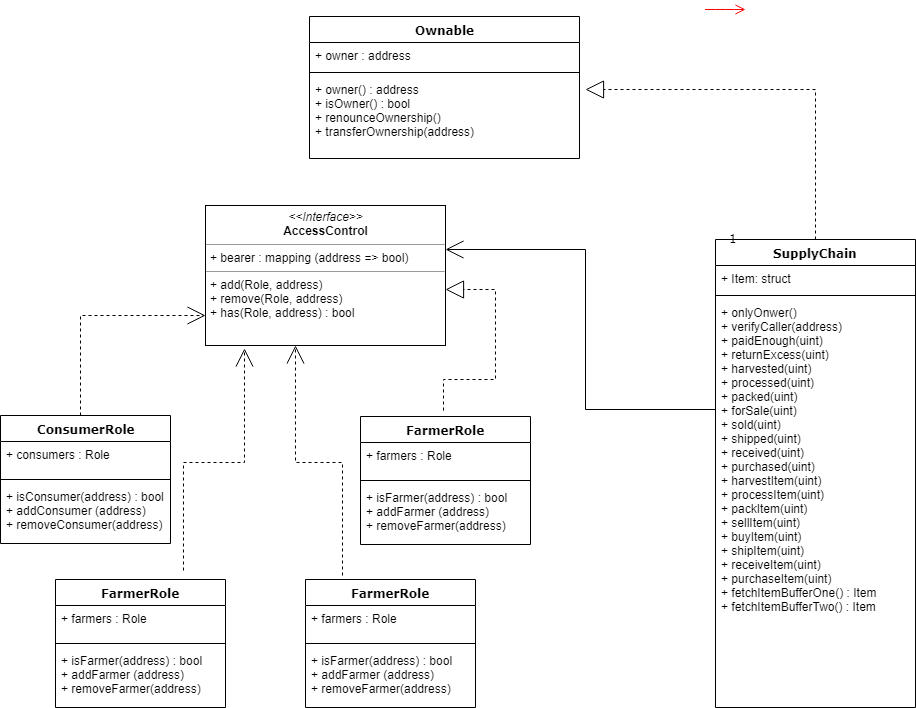 Ownable
+ owner : address
+ owner() : address
+ isOwner() : bool
+ renounceOwnership()
+ transferOwnership(address)
<<Interface>>
AccessControl
+ bearer : mapping (address => bool)
+ add(Role, address)
+ remove(Role, address)
+ has(Role, address) : bool
1
SupplyChain
+ Item: struct
+ onlyOnwer()
+ verifyCaller(address)
+ paidEnough(uint)
+ returnExcess(uint)
+ harvested(uint)
+ processed(uint)
+ packed(uint)
+ forSale(uint)
+ sold(uint)
+ shipped(uint)
+ received(uint)
+ purchased(uint)
+ harvestItem(uint)
+ processItem(uint)
+ packItem(uint)
+ sellItem(uint)
+ buyItem(uint)
+ shipItem(uint)
+ receiveItem(uint)
+ purchaseItem(uint)
+ fetchItemBufferOne() : Item
+ fetchItemBufferTwo() : Item
ConsumerRole
+ consumers : Role
+ isConsumer(address) : bool
+ addConsumer (address)
+ removeConsumer(address)
FarmerRole
+ farmers : Role
+ isFarmer(address) : bool
+ addFarmer (address)
+ removeFarmer(address)
FarmerRole
+ farmers : Role
+ isFarmer(address) : bool
+ addFarmer (address)
+ removeFarmer(address)
FarmerRole
+ farmers : Role
+ isFarmer(address) : bool
+ addFarmer (address)
+ removeFarmer(address)